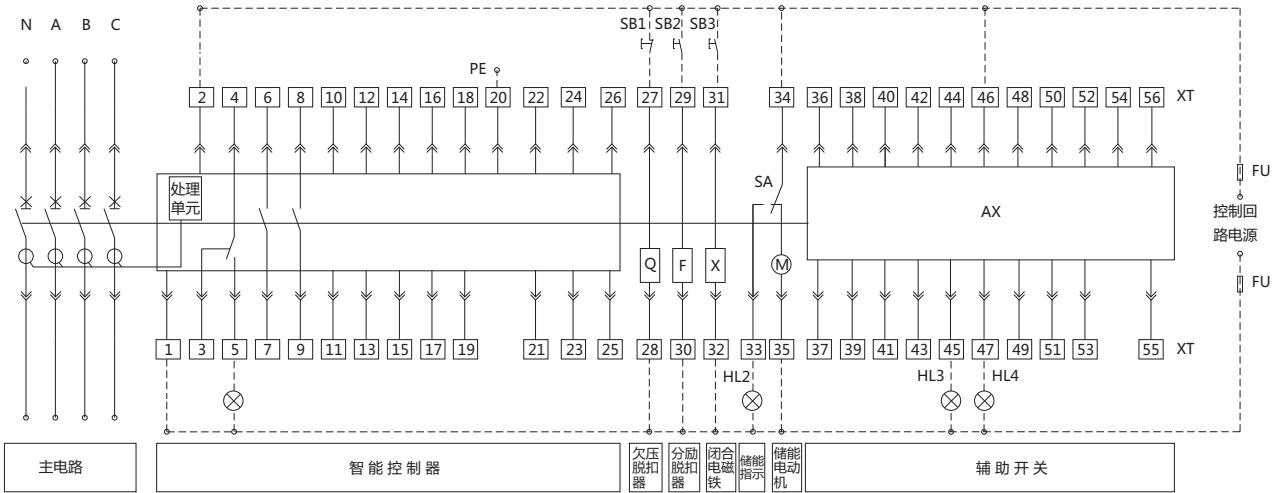 N A B C
SB1 SB2 SB3
PE
2 4 6 8 10 12 14 16 18 20 22 24 26 27 29 31 34 36 38 40 42 44 46 48 50 52 54 56 XT
FU
处理
单元
SA
AX
控制回
路电源
Q F X M
FU
1 3 5 7 9 11 13 15 17 19 21 23 25 28 30 32 33 35 37 39 41 43 45 47 49 51 53 55 XT
HL2 HL3 HL4
主电路
智能控制器
欠压
脱扣
器
分励
脱扣
器
闭合
电磁
铁
储能
指示
储能
电动
机
辅助开关